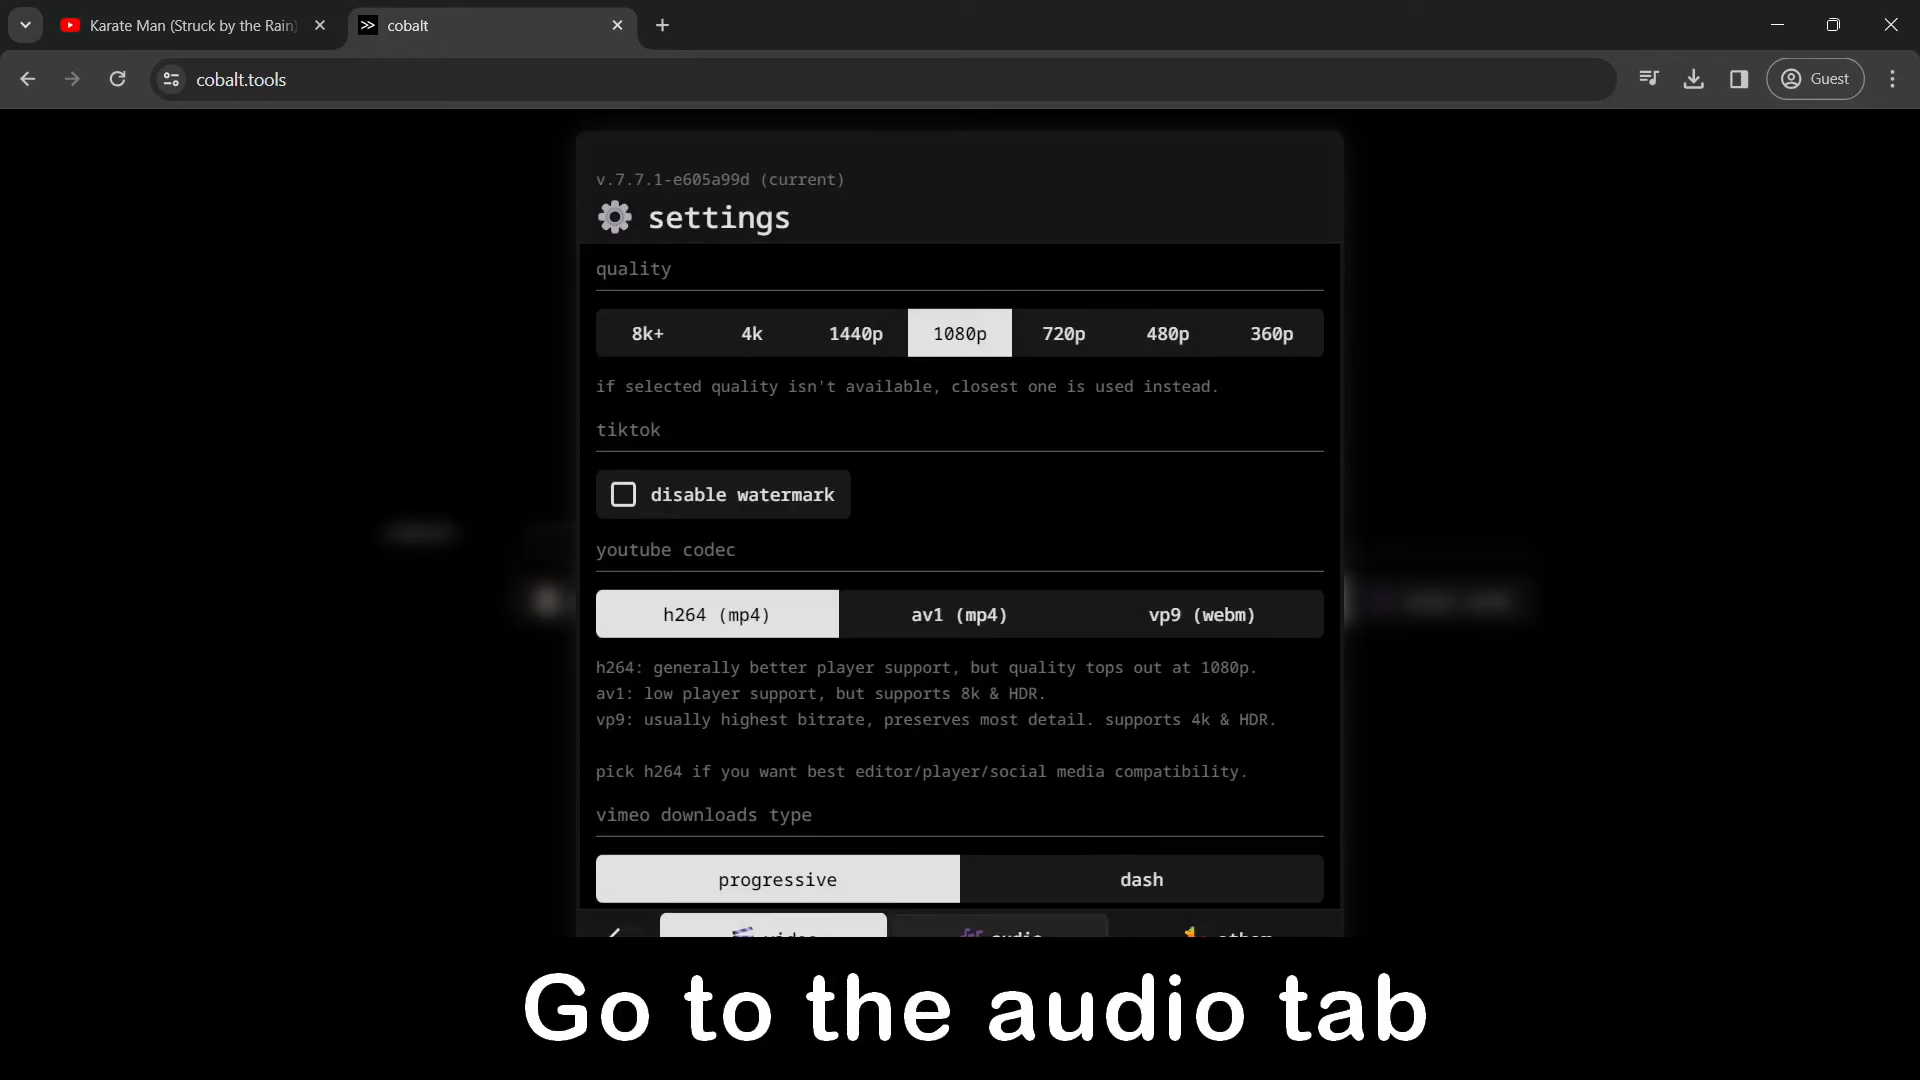 Karate Man (Struck by the Rain)
cobalt
cobalt.tools
Guest
v.7.7.1-e605a99d (current)
settings
quality
8k+ 4k 1440p 1080p 720p 480p 360p
if selected quality isn't available, closest one is used instead.
tiktok
disable watermark
youtube codec
h264 (mp4) av1 (mp4) vp9 (webm)
h264: generally better player support, but quality tops out at 1080p.
av1: low player support, but supports 8k & HDR.
vp9: usually highest bitrate, preserves most detail. supports 4k & HDR.
pick h264 if you want best editor/player/social media compatibility.
vimeo downloads type
progressive dash
video audio other
Go to the audio tab